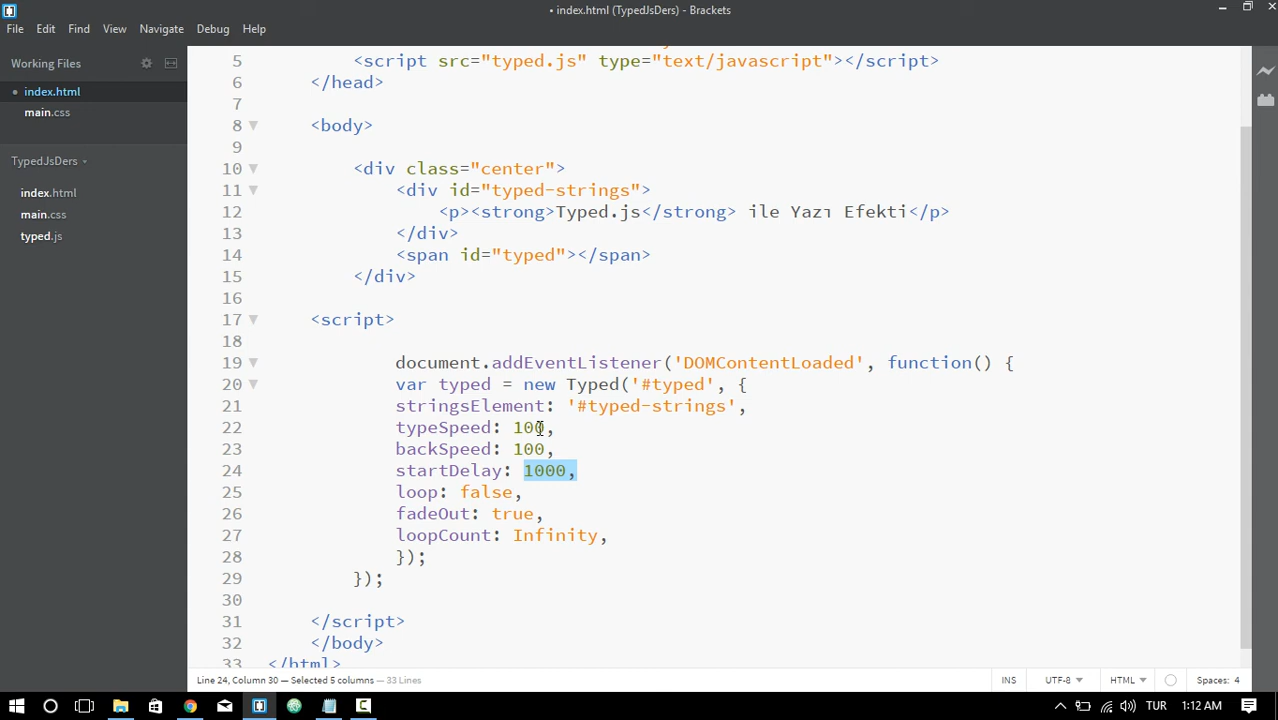 • index.html (TypedJsDers) - Brackets
File Edit View Navigate Debug Help
Working Files
index.html
main.css
TypedJsDers
index.html
main.css
typed.js
5 <script src="typed.js" type="text/javascript"></script>
6 </head>
7
8 <body>
9
10 <div class="center">
11 <div id="typed-strings">
12 <p><strong>Typed.js</strong> ile Yazı Efekti</p>
13 </div>
14 <span id="typed"></span>
15 </div>
16
17 <script>
18
19 document.addEventListener('DOMContentLoaded', function() {
20 var typed = new Typed('#typed', {
21 stringsElement: '#typed-strings',
22 typeSpeed: 100,
23 backSpeed: 100,
24 startDelay: 1000,
25 loop: false,
26 fadeOut: true,
27 loopCount: Infinity,
28 });
29 });
30
31 </script>
32 </body>
33 </html>
Line 24, Column 30 — Selected 5 columns — 33 Lines
INS UTF-8 HTML Spaces: 4
TUR 1:12 AM